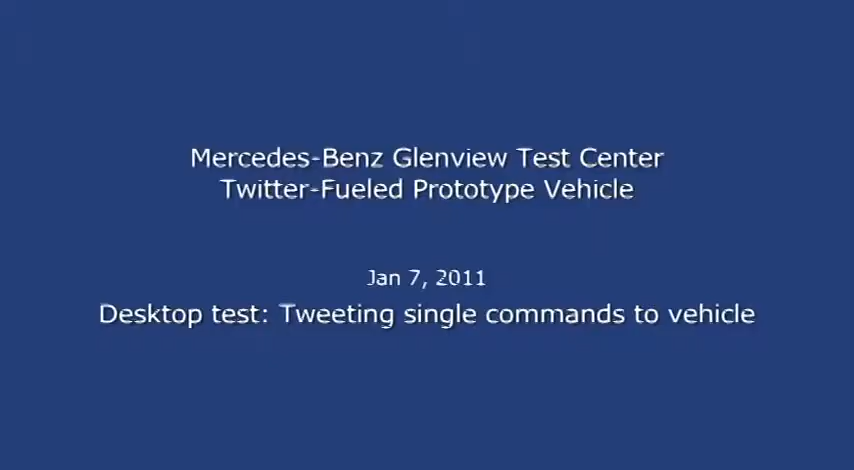 Mercedes-Benz Glenview Test Center
Twitter-Fueled Prototype Vehicle
Jan 7, 2011
Desktop test: Tweeting single commands to vehicle